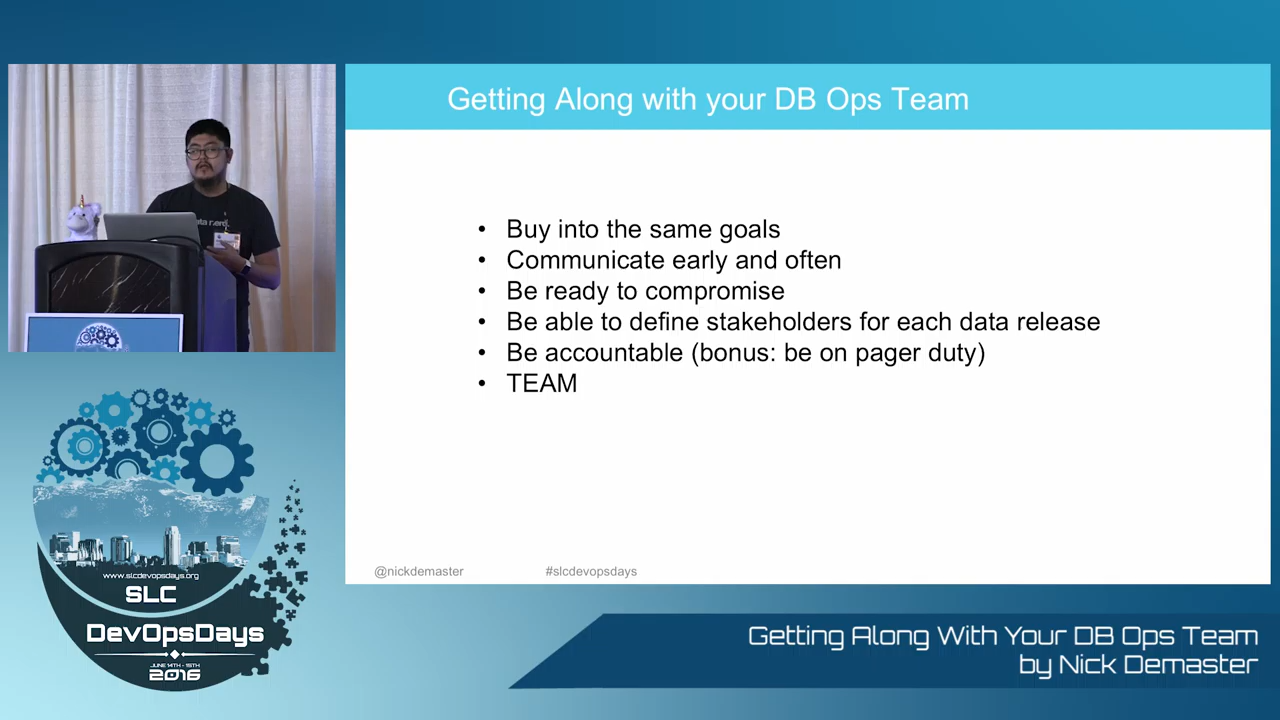 Getting Along with your DB Ops Team
• Buy into the same goals
• Communicate early and often
• Be ready to compromise
• Be able to define stakeholders for each data release
• Be accountable (bonus: be on pager duty)
• TEAM
@nickdemaster
#slcdevopsdays
www.slcdevopsdays.org
SLC
DevOpsDays
JUNE 14TH - 15TH
2016
Getting Along With Your DB Ops Team
by Nick Demaster